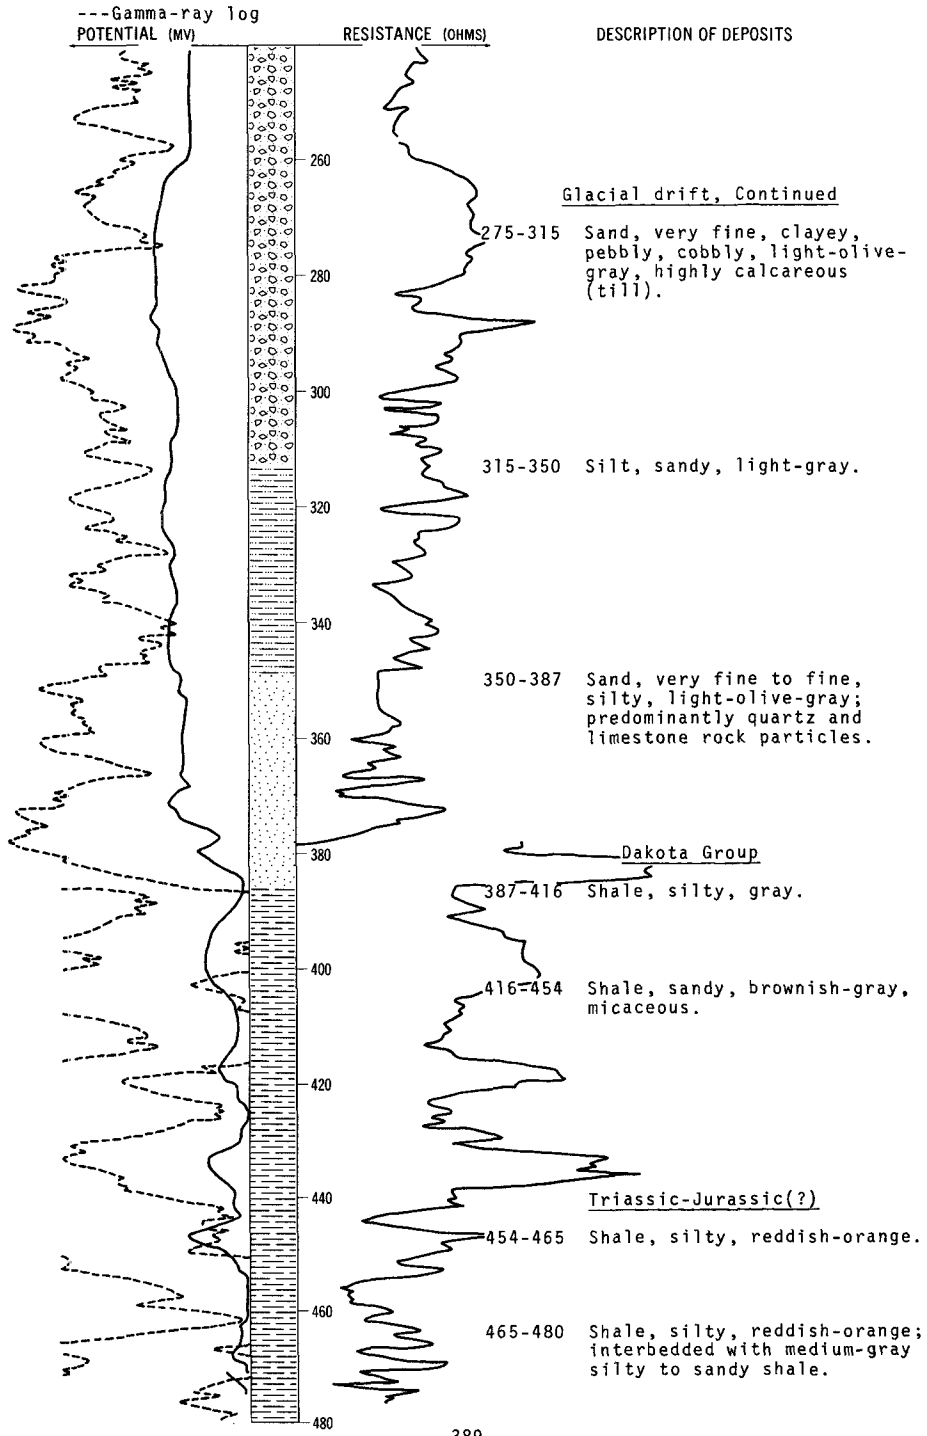 ---Gamma-ray log
POTENTIAL (MV)
RESISTANCE (OHMS)
DESCRIPTION OF DEPOSITS
260
Glacial drift, Continued
275-315 Sand, very fine, clayey,
pebbly, cobbly, light-olive-
gray, highly calcareous
(till).
280
300
315-350 Silt, sandy, light-gray.
320
340
350-387 Sand, very fine to fine,
silty, light-olive-gray;
predominantly quartz and
limestone rock particles.
360
380
Dakota Group
387-416 Shale, silty, gray.
400
416-454 Shale, sandy, brownish-gray,
micaceous.
420
440
Triassic-Jurassic(?)
454-465 Shale, silty, reddish-orange.
460
465-480 Shale, silty, reddish-orange;
interbedded with medium-gray
silty to sandy shale.
480